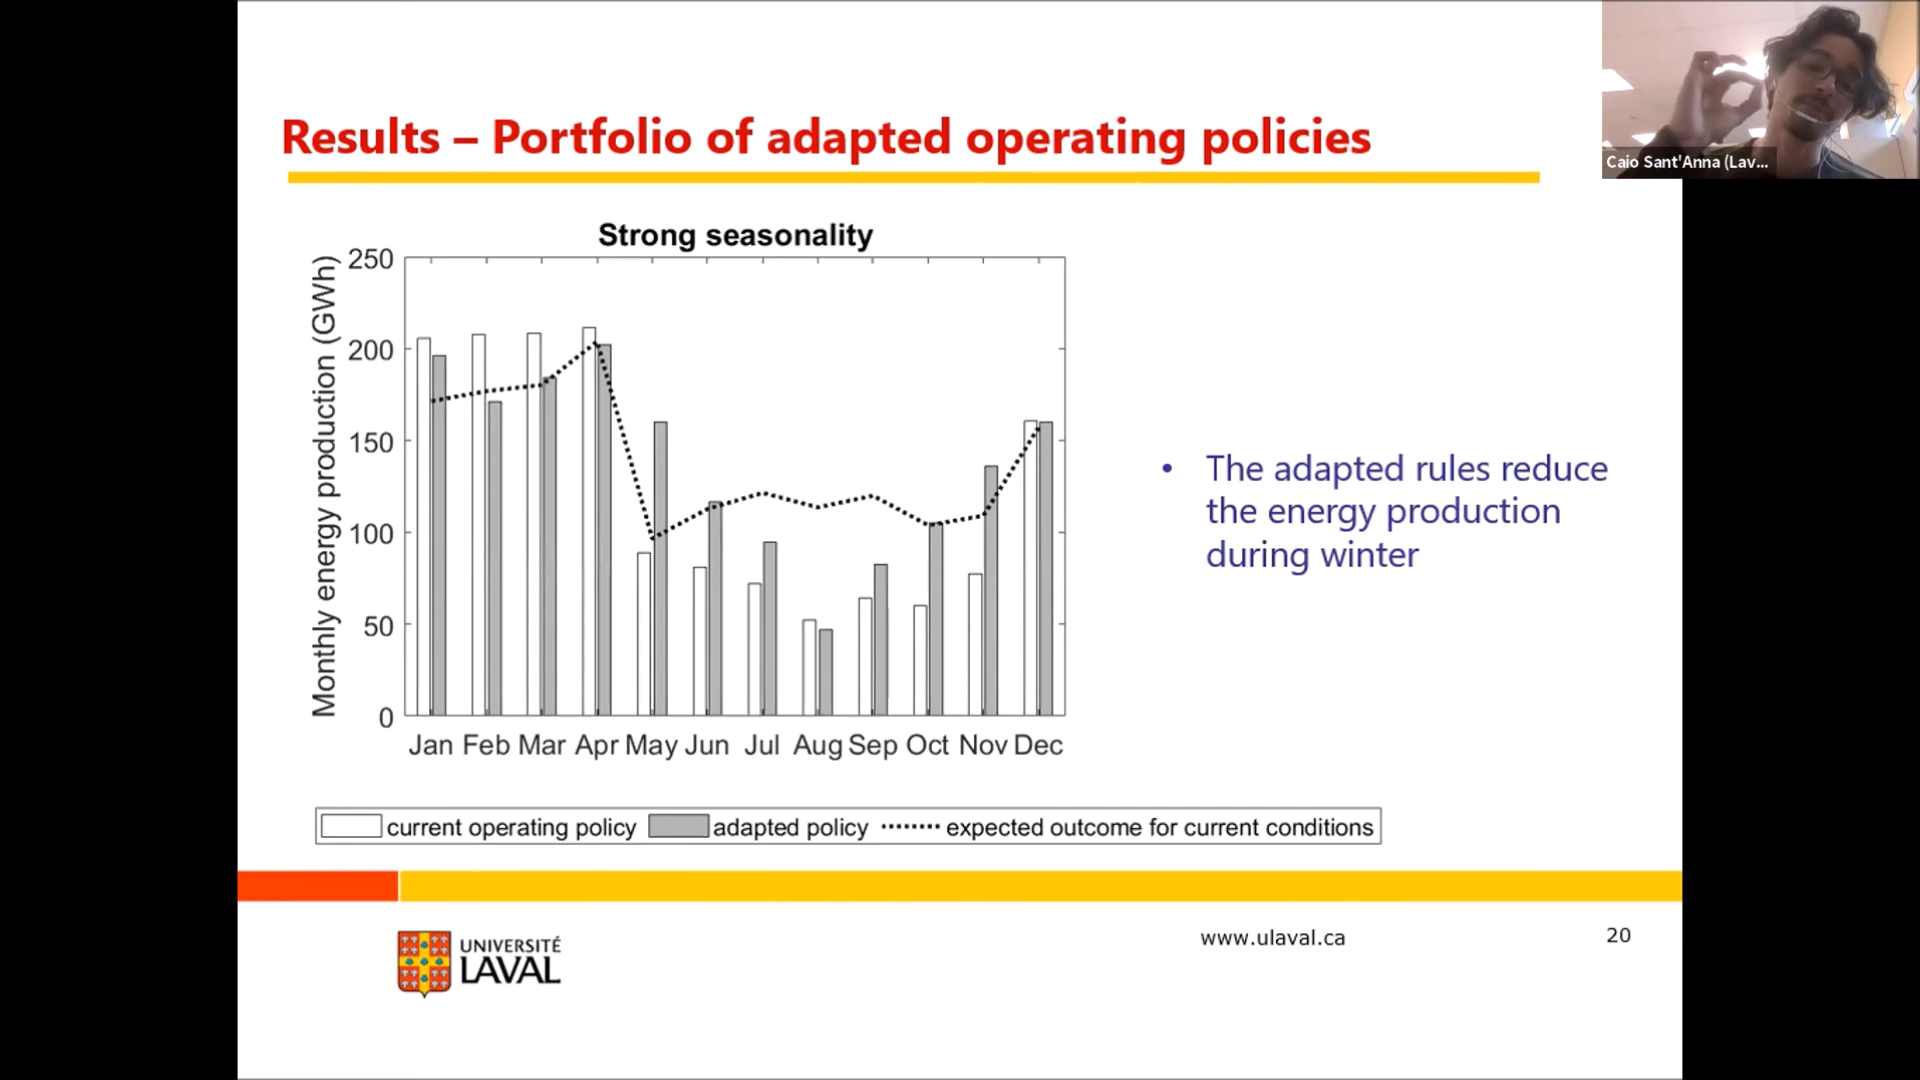 Results – Portfolio of adapted operating policies
Caio Sant'Anna (Lav...
Strong seasonality
Monthly energy production (GWh)
250
200
150
100
50
0
Jan Feb Mar Apr May Jun Jul Aug Sep Oct Nov Dec
• The adapted rules reduce
the energy production
during winter
current operating policy adapted policy expected outcome for current conditions
UNIVERSITÉ
LAVAL
www.ulaval.ca
20